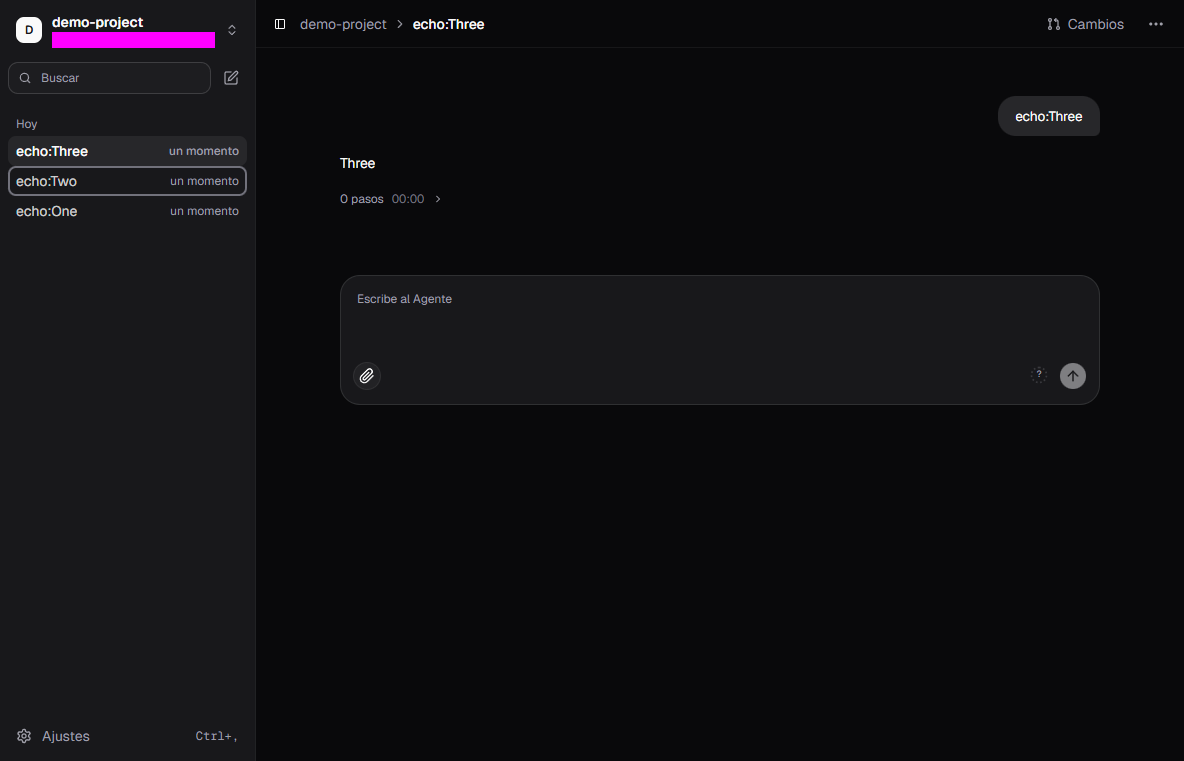 D
demo-project
Buscar
Hoy
echo:Three un momento
echo:Two un momento
echo:One un momento
Ajustes Ctrl+,
demo-project > echo:Three
Cambios
echo:Three
Three
0 pasos 00:00
Escribe al Agente
?